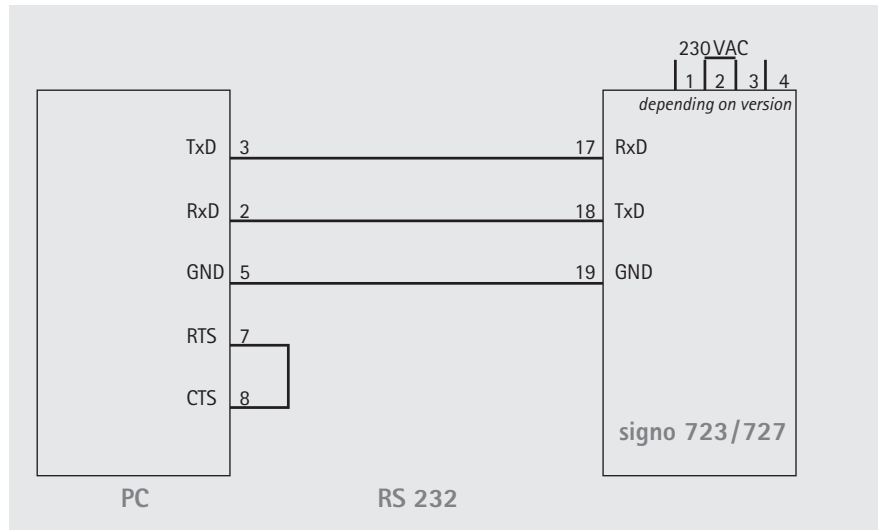 230 VAC
1 2 3 4
depending on version
TxD 3 17 RxD
RxD 2 18 TxD
GND 5 19 GND
RTS 7
CTS 8
signo 723/727
PC RS 232